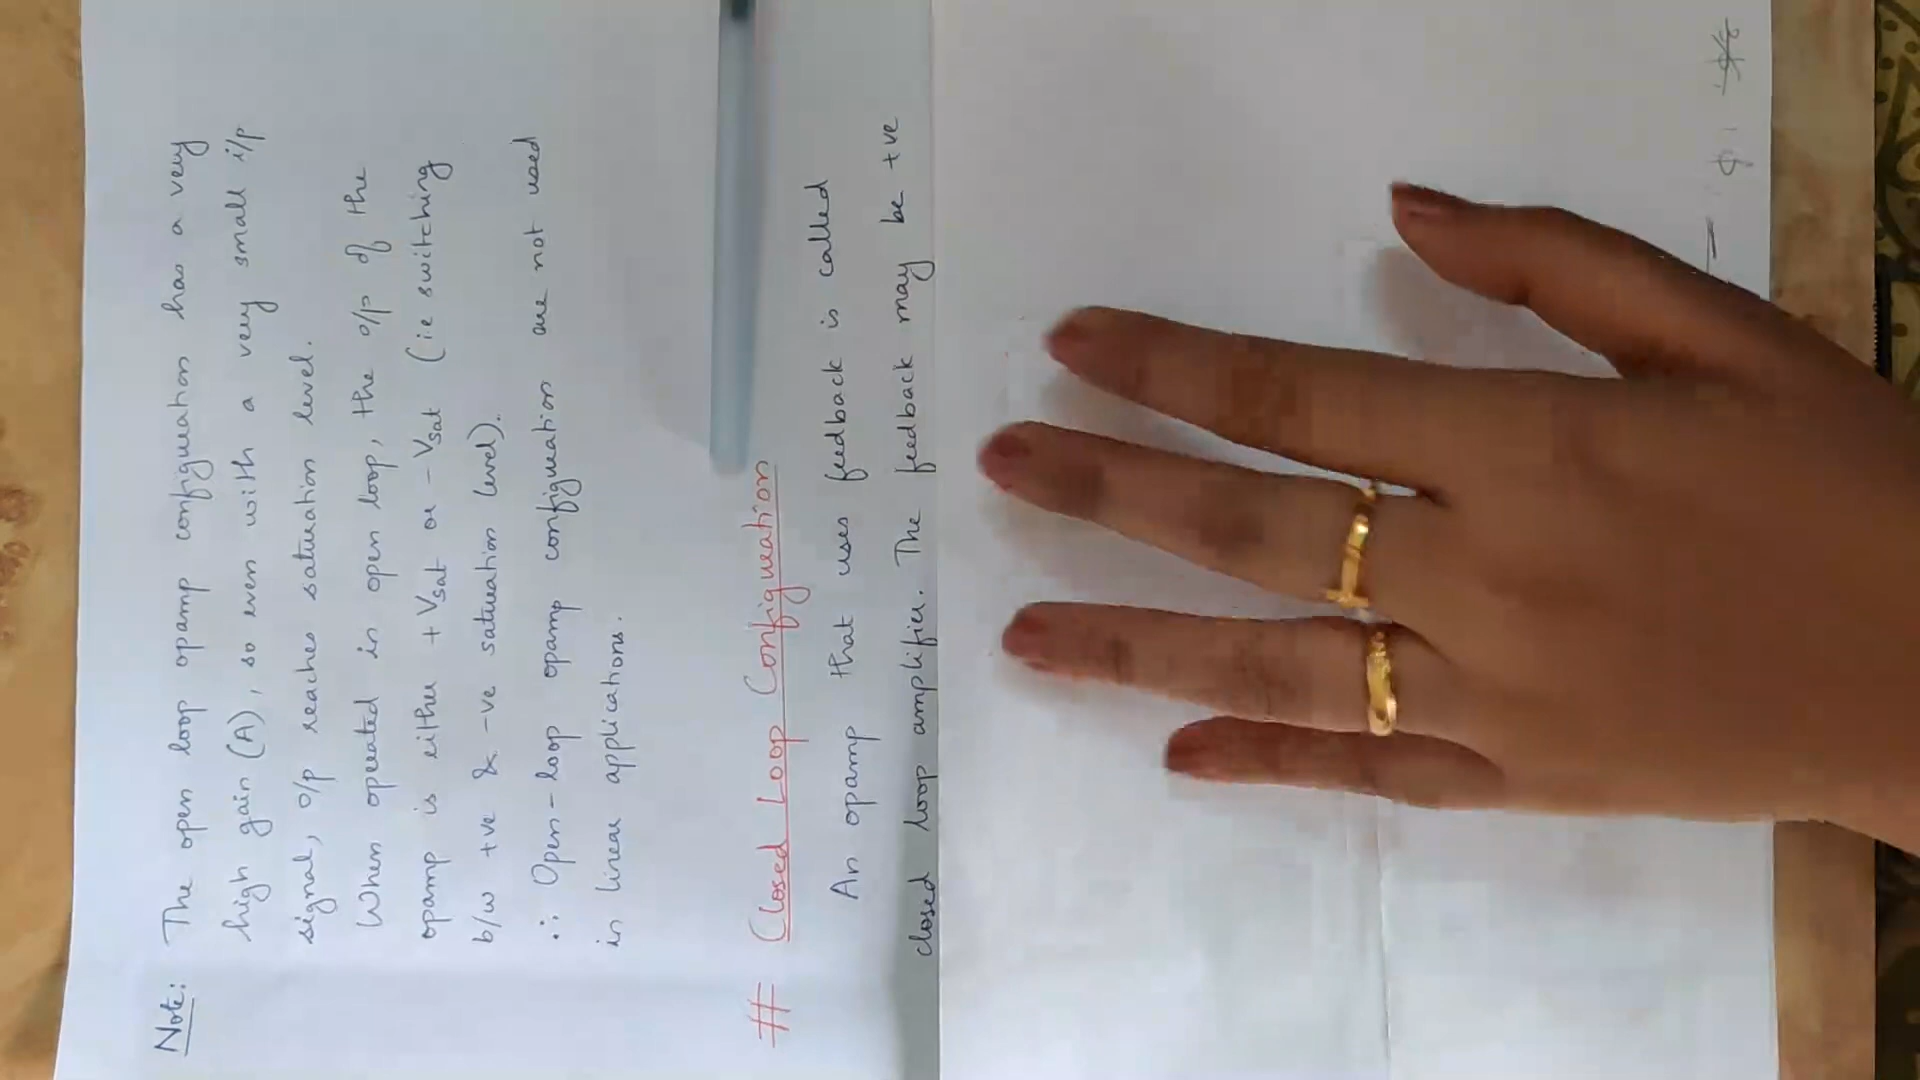 Note: The open loop opamp configuration has a very
high gain (A), so even with a very small i/p
signal, o/p reaches saturation level.
When operated in open loop, the o/p of the
opamp is either +Vsat or -Vsat (ie switching
b/w +ve & -ve saturation level).
∴ Open-loop opamp configuration are not used
in linear applications.
# Closed Loop Configuration
An opamp that uses feedback is called
closed loop amplifier. The feedback may be +ve